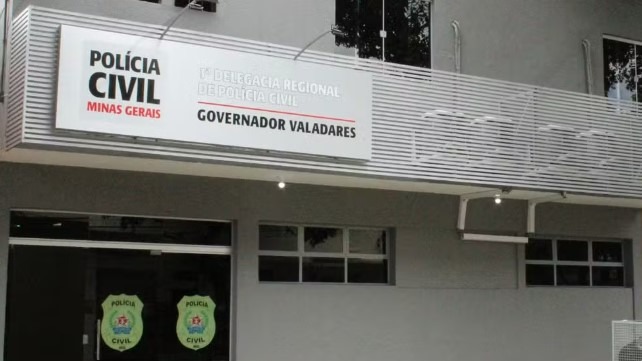 POLÍCIA
CIVIL
MINAS GERAIS
1ª DELEGACIA REGIONAL
DE POLÍCIA CIVIL
GOVERNADOR VALADARES
POLÍCIA
CIVIL
POLÍCIA
CIVIL